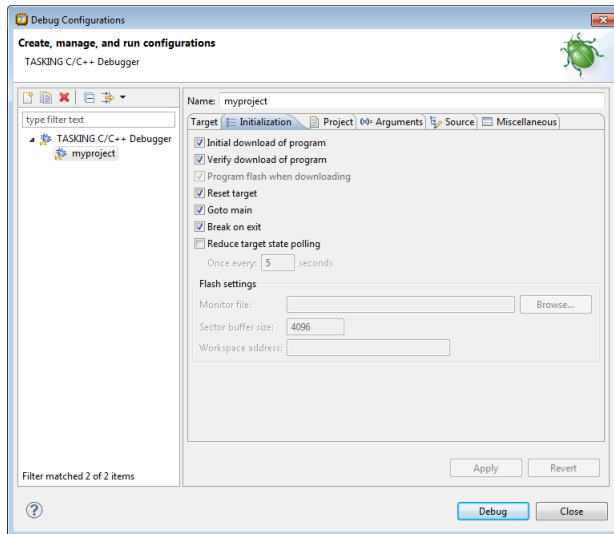 Debug Configurations
Create, manage, and run configurations
TASKING C/C++ Debugger
type filter text
TASKING C/C++ Debugger
myproject
Filter matched 2 of 2 items
Name: myproject
Target Initialization Project (x)= Arguments Source Miscellaneous
Initial download of program
Verify download of program
Program flash when downloading
Reset target
Goto main
Break on exit
Reduce target state polling
Once every: 5 seconds
Flash settings
Monitor file: Browse...
Sector buffer size: 4096
Workspace address:
Apply Revert
? Debug Close